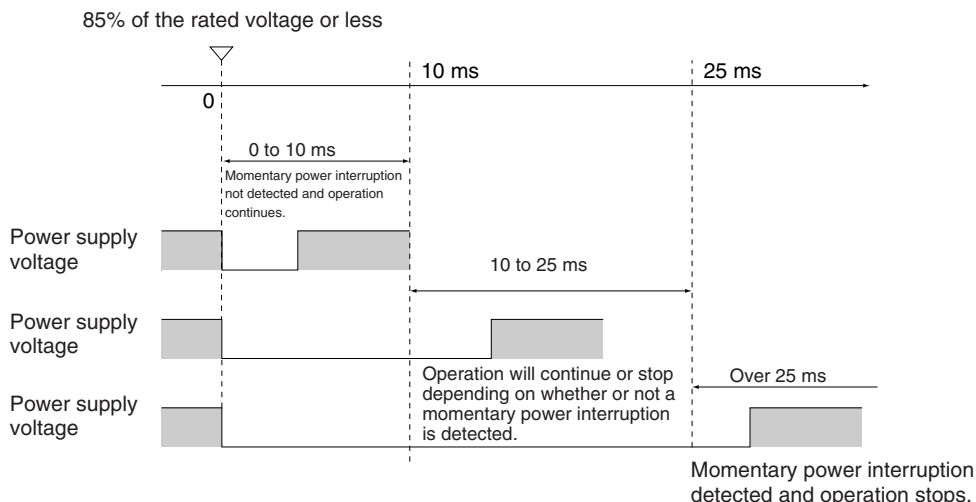 85% of the rated voltage or less
10 ms
25 ms
0
0 to 10 ms
Momentary power interruption
not detected and operation
continues.
Power supply
voltage
10 to 25 ms
Power supply
voltage
Operation will continue or stop
depending on whether or not a
momentary power interruption
is detected.
Over 25 ms
Power supply
voltage
Momentary power interruption
detected and operation stops.